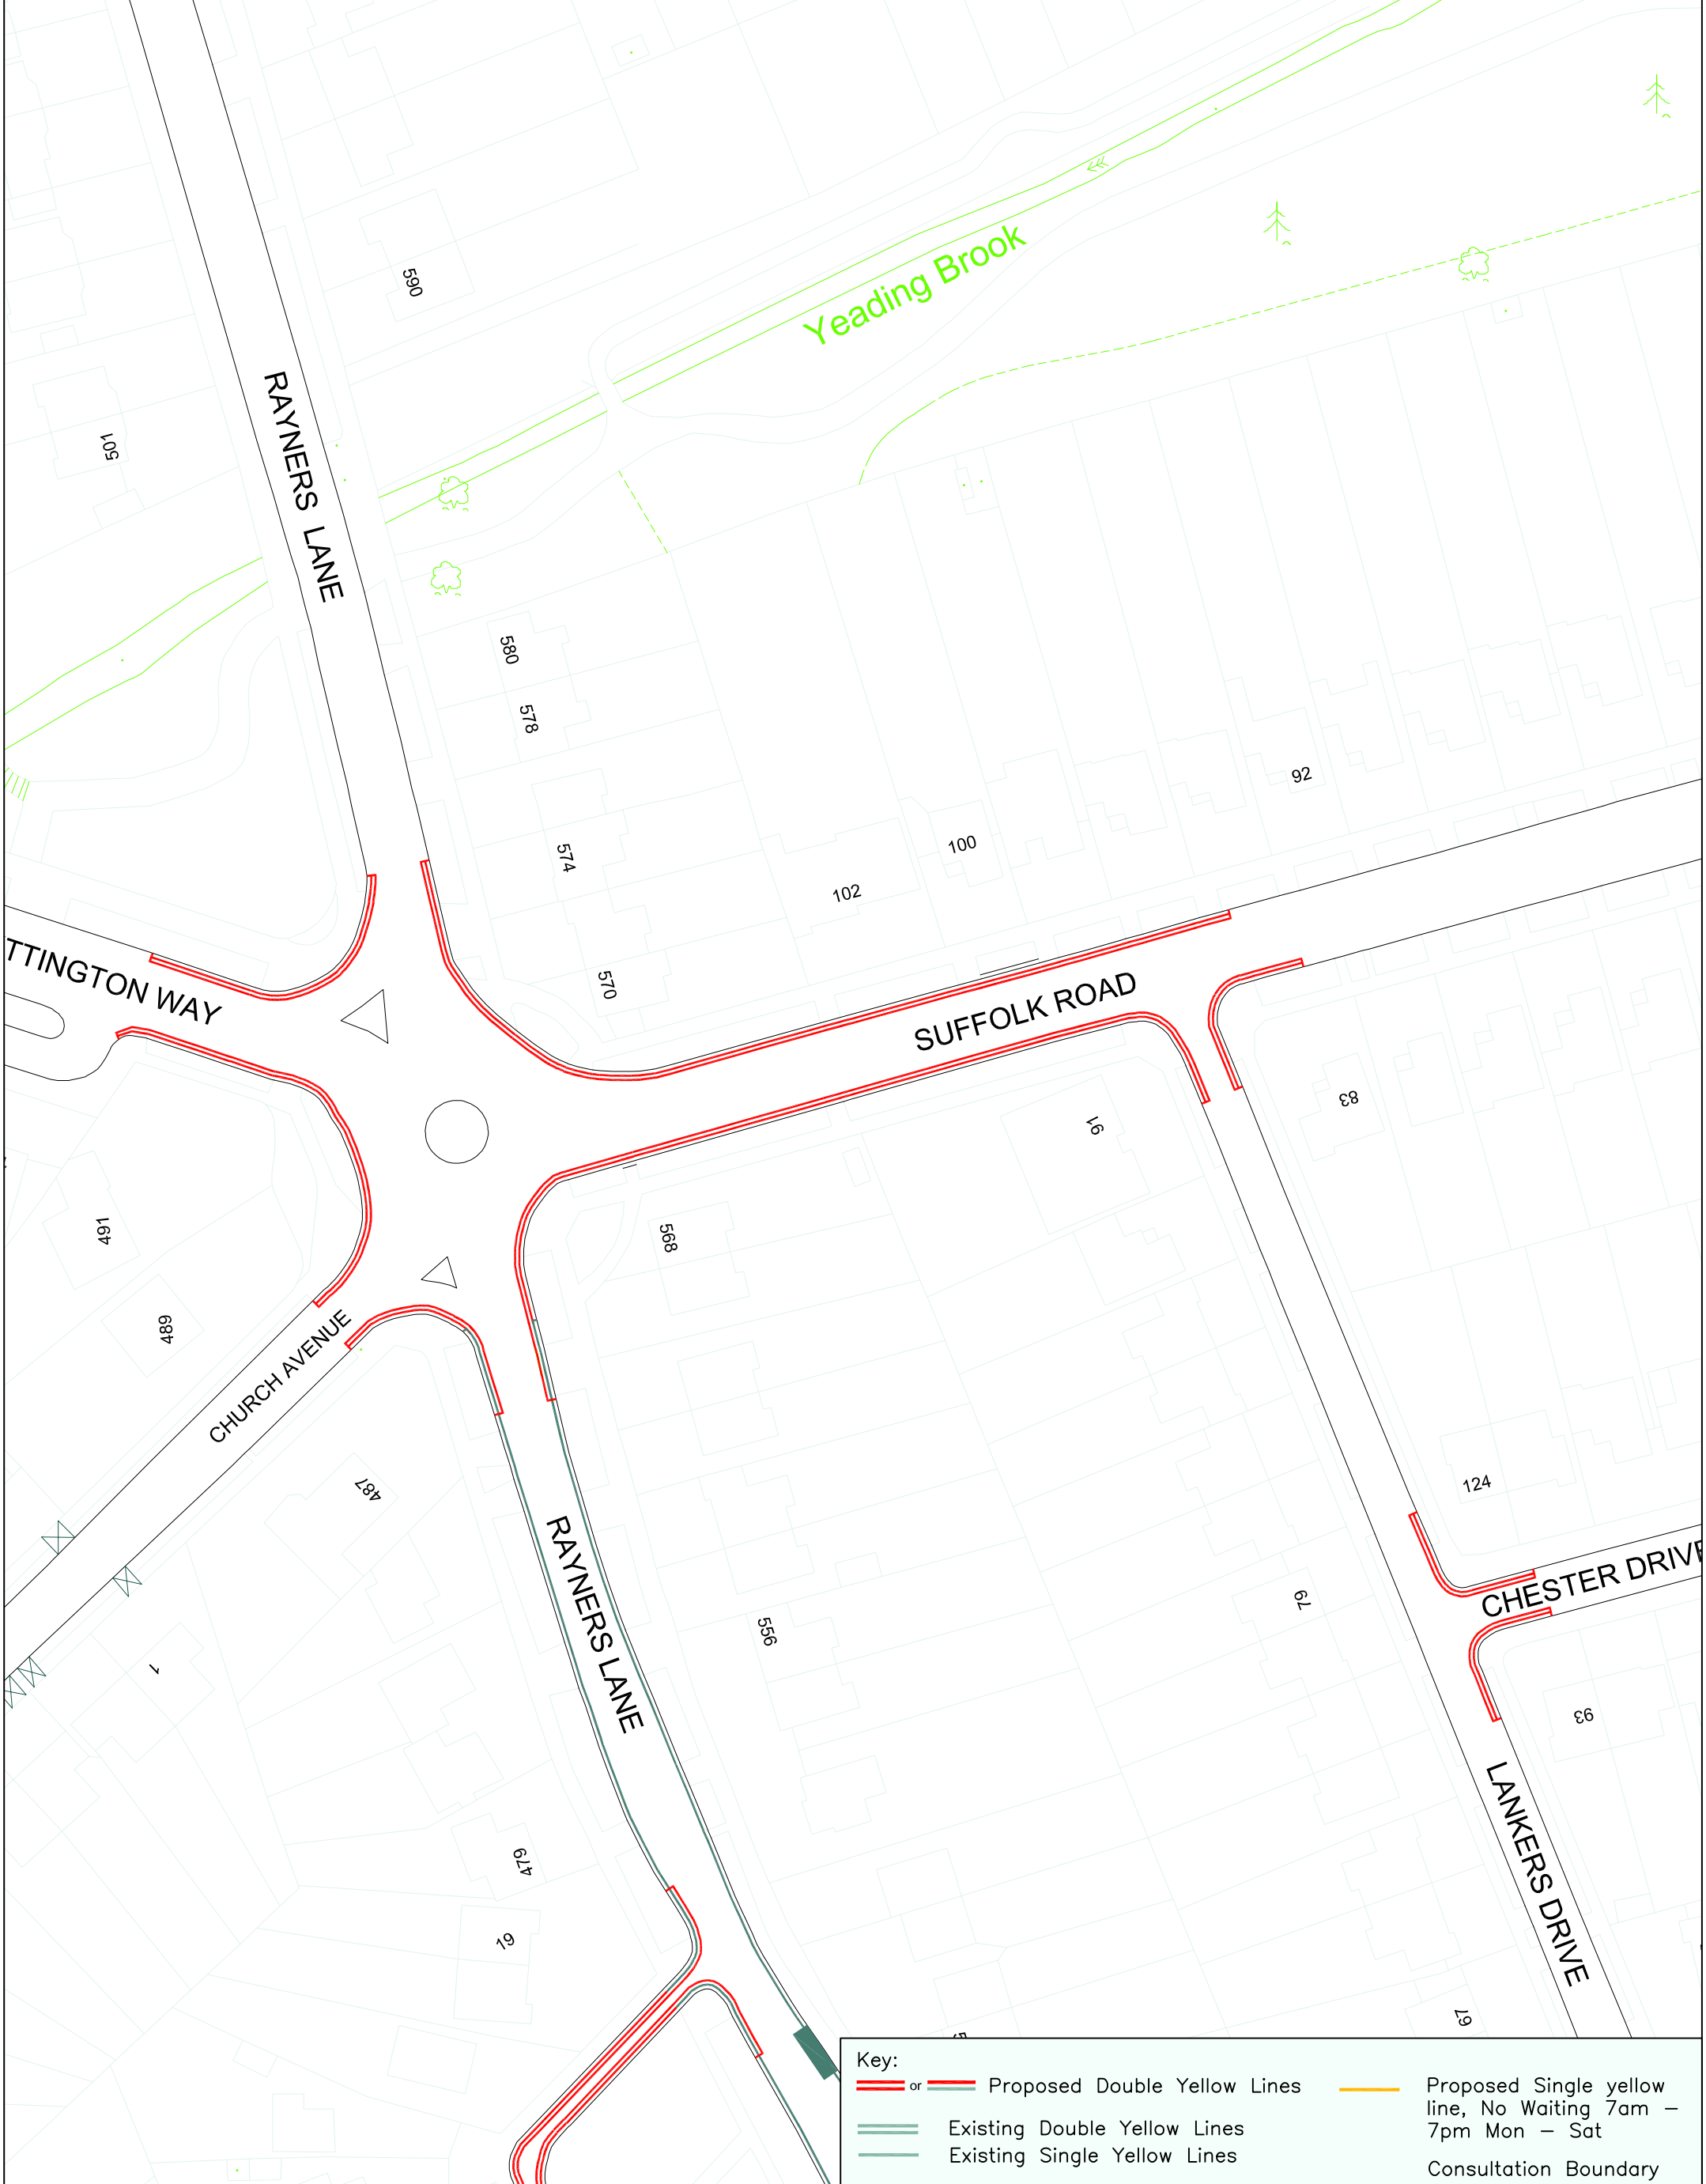 590
Yeading Brook
RAYNERS LANE
501
580
578
92
574
100
102
TTINGTON WAY
570
SUFFOLK ROAD
83
91
491
568
489
CHURCH AVENUE
487
124
RAYNERS LANE
CHESTER DRIVE
79
556
1
93
LANKERS DRIVE
479
19
67
Key:
or Proposed Double Yellow Lines
Existing Double Yellow Lines
Existing Single Yellow Lines
Proposed Single yellow
line, No Waiting 7am –
7pm Mon – Sat
Consultation Boundary